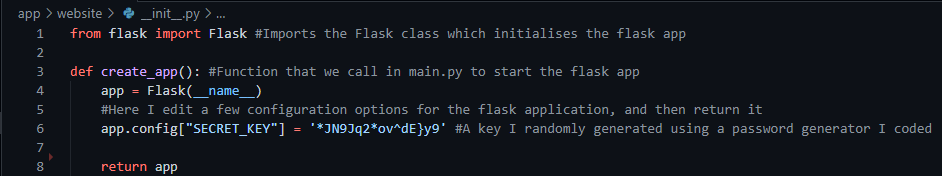 app > website > __init__.py > ...
1 from flask import Flask #Imports the Flask class which initialises the flask app
2
3 def create_app(): #Function that we call in main.py to start the flask app
4 app = Flask(__name__)
5 #Here I edit a few configuration options for the flask application, and then return it
6 app.config["SECRET_KEY"] = '*JN9Jq2*ov^dE}y9' #A key I randomly generated using a password generator I coded
7
8 return app